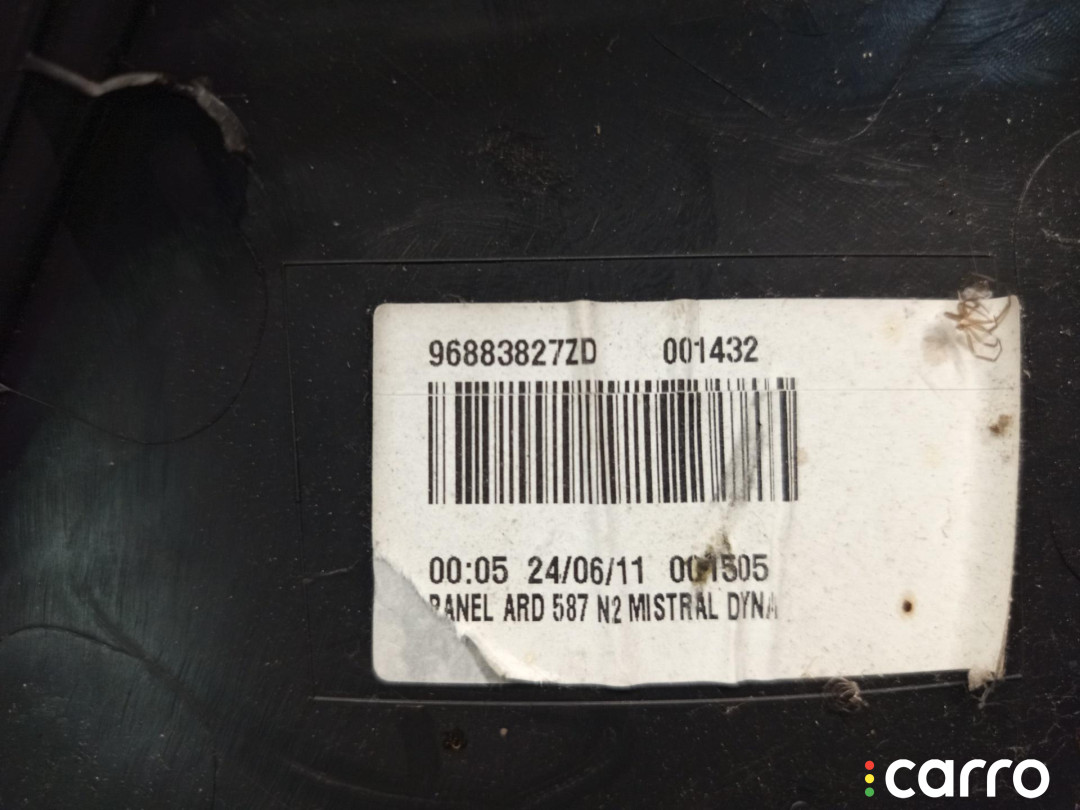 96883827ZD 001432
00:05 24/06/11 001505
PANEL ARD 587 N2 MISTRAL DYNA
carro